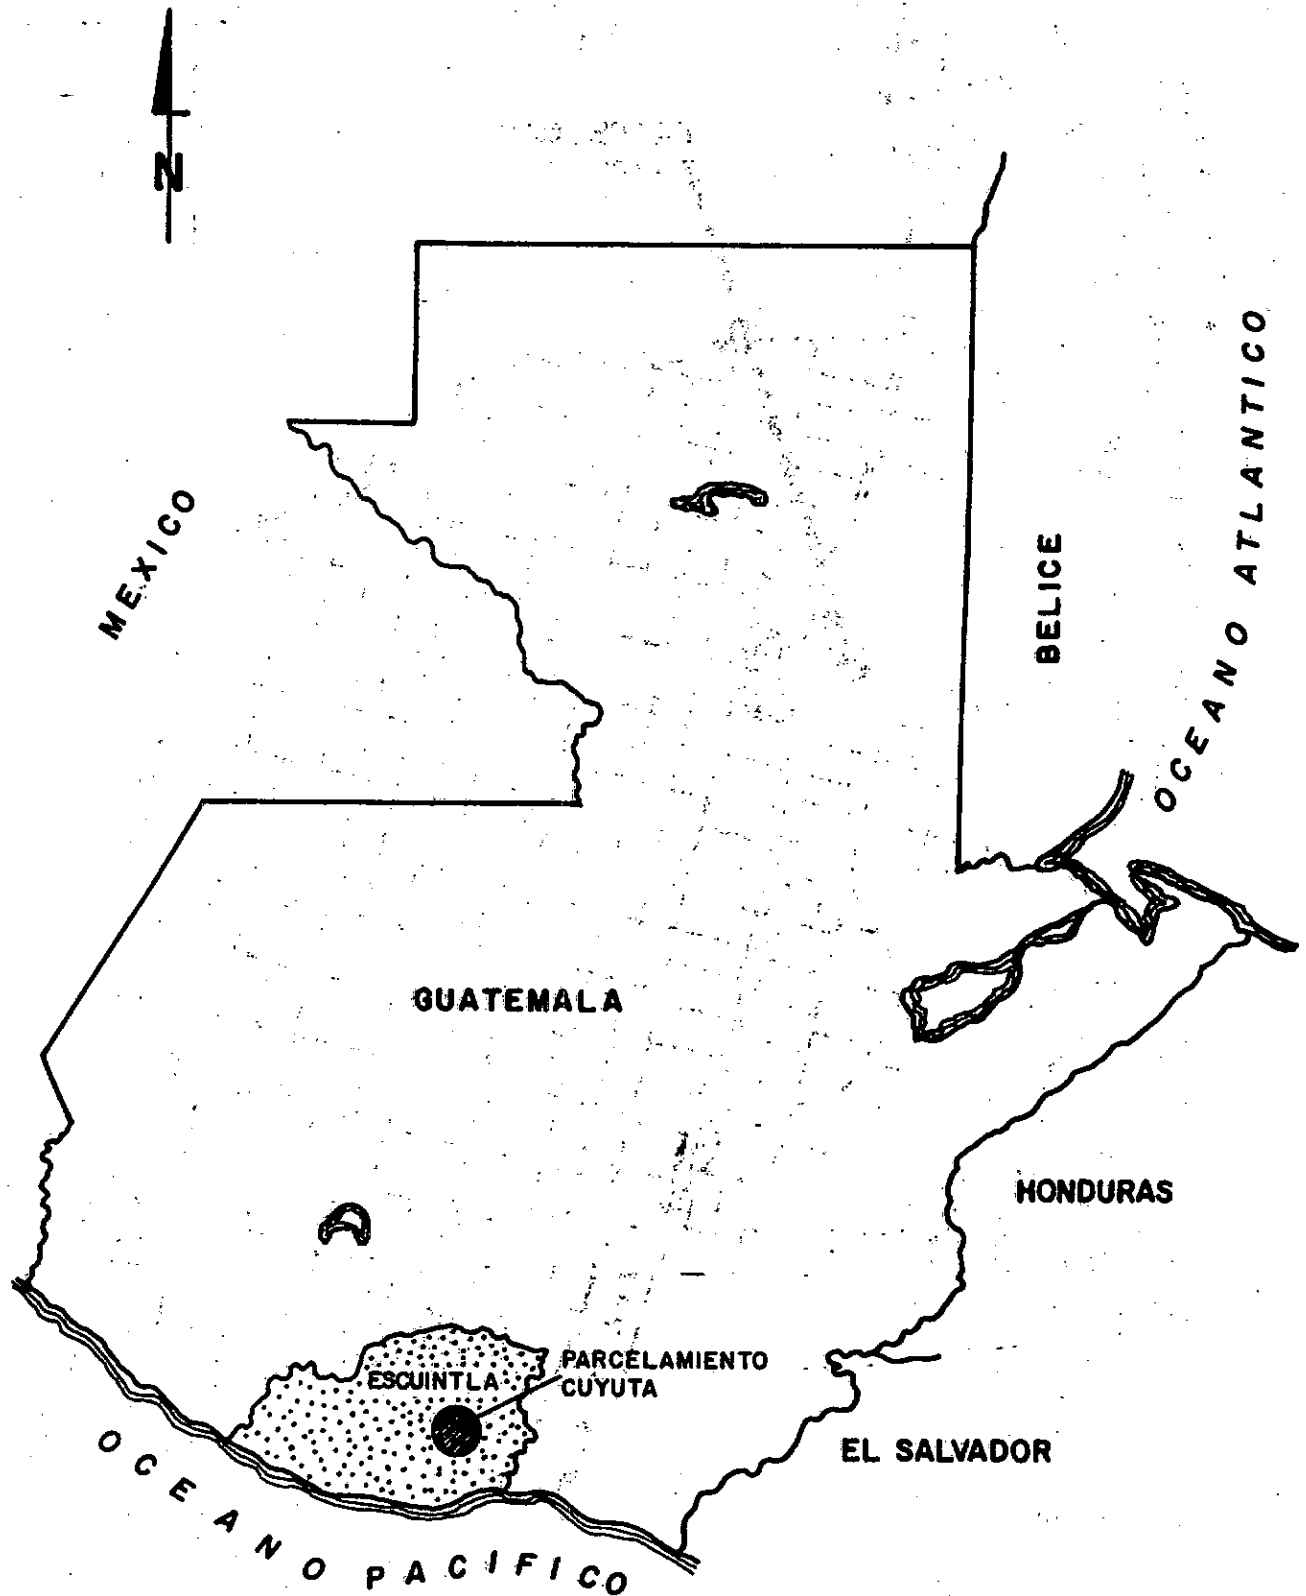 N
MEXICO
BELICE
OCEANO ATLANTICO
GUATEMALA
HONDURAS
PARCELAMIENTO
CUYUTA
ESCUINTLA
EL SALVADOR
OCEANO PACIFICO